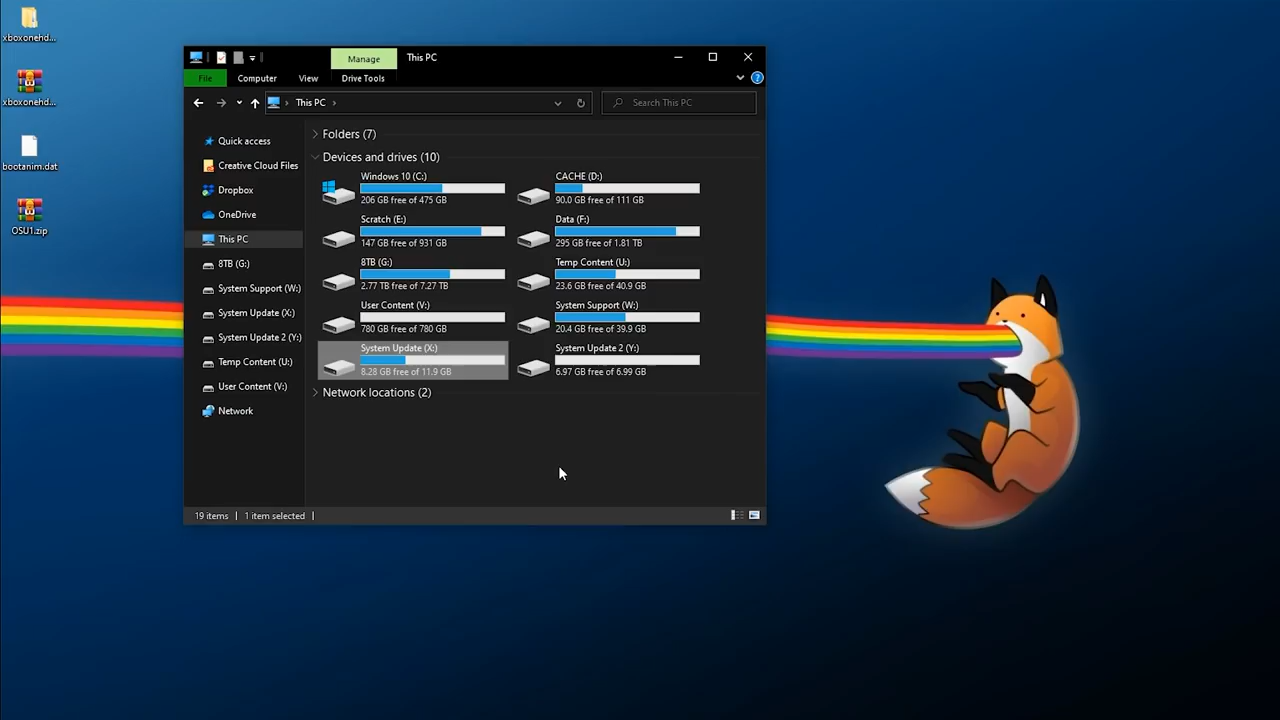 xboxonehd...
xboxonehd...
bootanim.dat
OSU1.zip
Manage
This PC
File
Computer
View
Drive Tools
This PC
Search This PC
Quick access
Creative Cloud Files
Dropbox
OneDrive
This PC
8TB (G:)
System Support (W:)
System Update (X:)
System Update 2 (Y:)
Temp Content (U:)
User Content (V:)
Network
Folders (7)
Devices and drives (10)
Windows 10 (C:)
206 GB free of 475 GB
CACHE (D:)
90.0 GB free of 111 GB
Scratch (E:)
147 GB free of 931 GB
Data (F:)
295 GB free of 1.81 TB
8TB (G:)
2.77 TB free of 7.27 TB
Temp Content (U:)
23.6 GB free of 40.9 GB
User Content (V:)
780 GB free of 780 GB
System Support (W:)
20.4 GB free of 39.9 GB
System Update (X:)
8.28 GB free of 11.9 GB
System Update 2 (Y:)
6.97 GB free of 6.99 GB
Network locations (2)
19 items
1 item selected